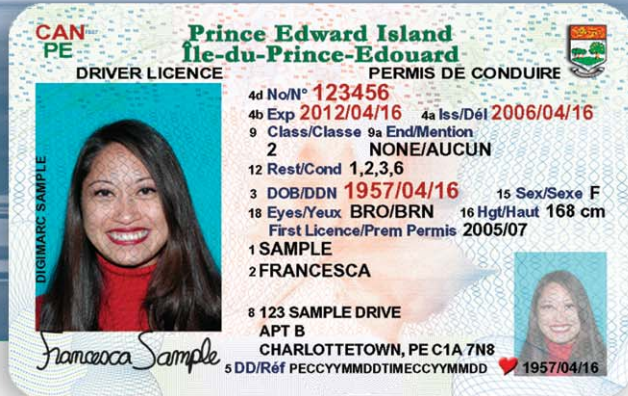 CAN
PE
Prince Edward Island
Île-du-Prince-Edouard
DRIVER LICENCE PERMIS DE CONDUIRE
4d No/N° 123456
4b Exp 2012/04/16 4a Iss/Dél 2006/04/16
9 Class/Classe 9a End/Mention
2 NONE/AUCUN
12 Rest/Cond 1,2,3,6
3 DOB/DDN 1957/04/16 15 Sex/Sexe F
18 Eyes/Yeux BRO/BRN 16 Hgt/Haut 168 cm
First Licence/Prem Permis 2005/07
1 SAMPLE
2 FRANCESCA
8 123 SAMPLE DRIVE
APT B
CHARLOTTETOWN, PE C1A 7N8
5 DD/Réf PECCYYMMDDTIMECCYYMMDD 1957/04/16
DIGIMARC SAMPLE
Francesca Sample